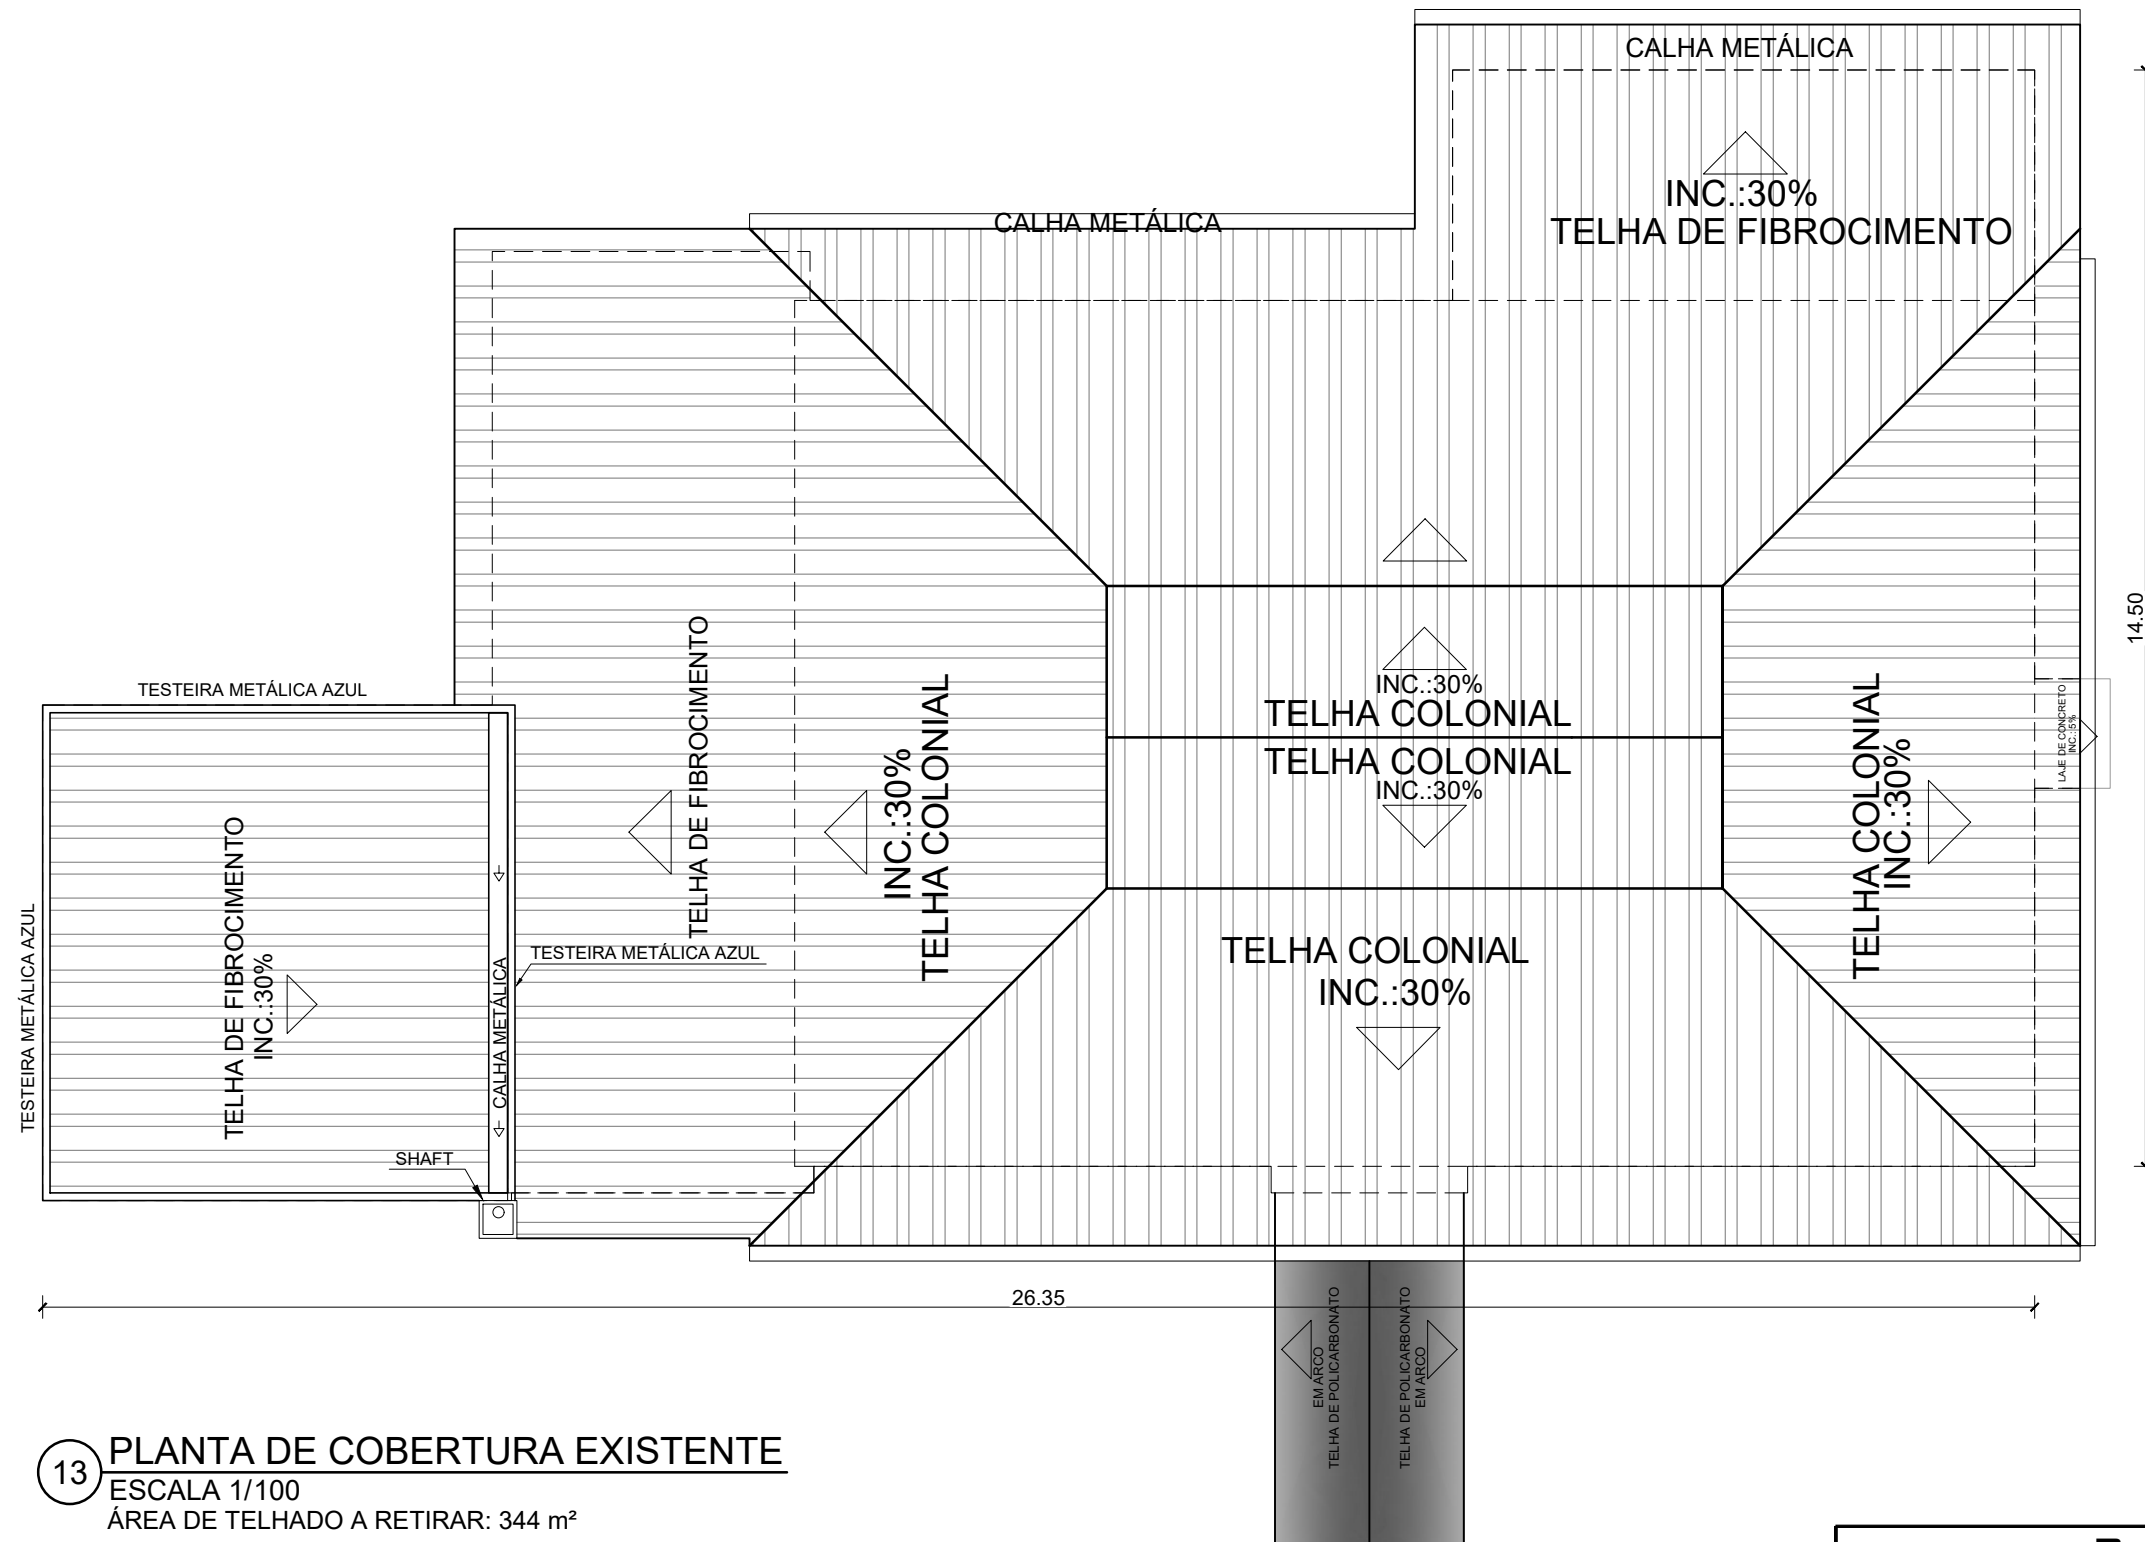 CALHA METÁLICA
INC.:30%
TELHA DE FIBROCIMENTO
CALHA METÁLICA
14.50
TESTEIRA METÁLICA AZUL
TESTEIRA METÁLICA AZUL
TELHA DE FIBROCIMENTO
INC.:30%
CALHA METÁLICA
TESTEIRA METÁLICA AZUL
SHAFT
TELHA DE FIBROCIMENTO
INC.:30%
TELHA COLONIAL
INC.:30%
TELHA COLONIAL
TELHA COLONIAL
INC.:30%
TELHA COLONIAL
INC.:30%
TELHA COLONIAL
INC.:30%
LAJE DE CONCRETO
INC.:5%
26.35
EM ARCO
TELHA DE POLICARBONATO
TELHA DE POLICARBONATO
EM ARCO
13
PLANTA DE COBERTURA EXISTENTE
ESCALA 1/100
ÁREA DE TELHADO A RETIRAR: 344 m²